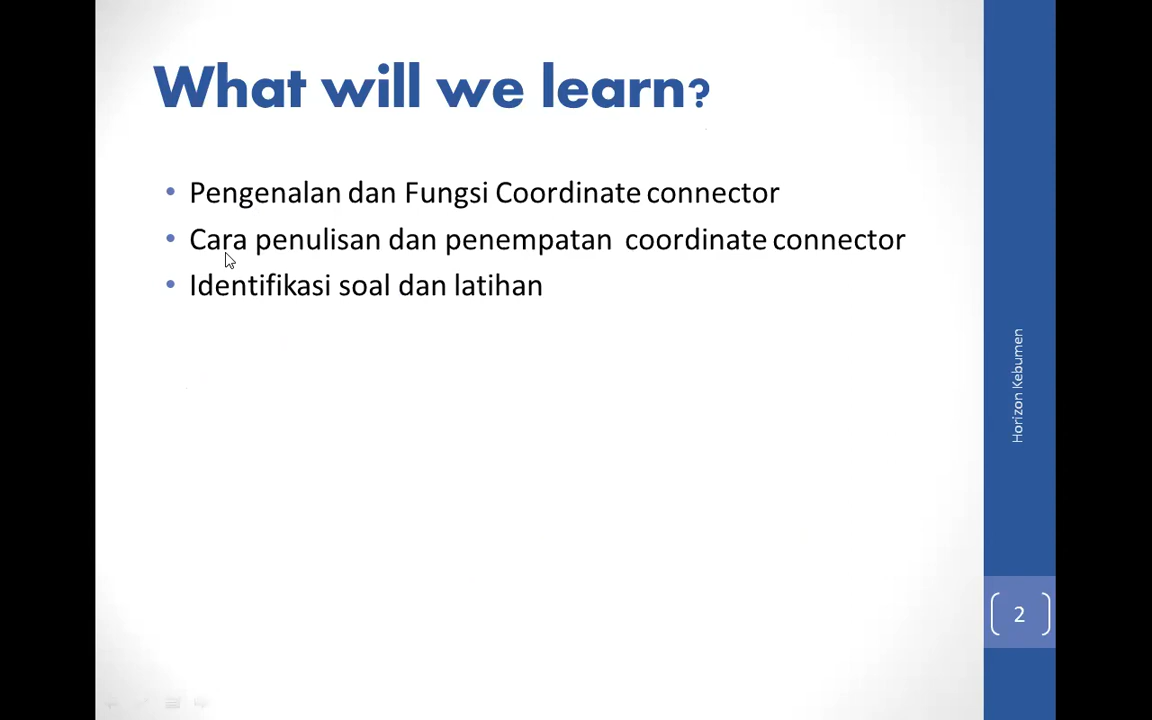 What will we learn?
• Pengenalan dan Fungsi Coordinate connector
• Cara penulisan dan penempatan coordinate connector
• Identifikasi soal dan latihan
Horizon Kebumen
2